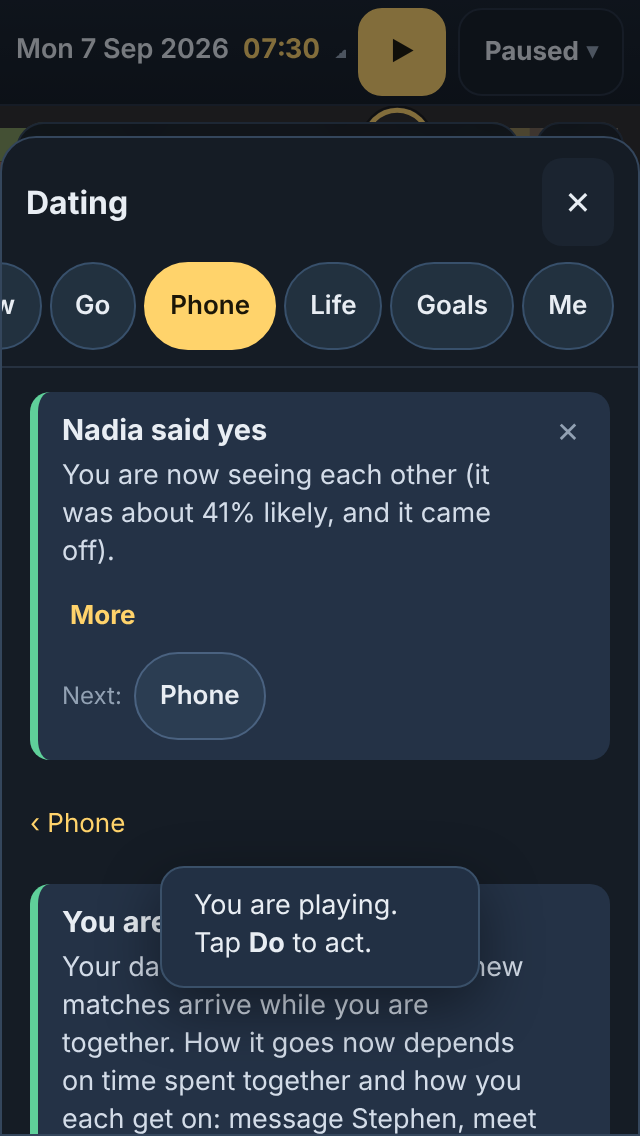 Mon 7 Sep 2026 07:30
Paused
Dating
Go
Phone
Life
Goals
Me
Nadia said yes
You are now seeing each other (it
was about 41% likely, and it came
off).
More
Next: Phone
‹ Phone
You are playing.
Tap Do to act.
You are
Your
matches arrive while you are
together. How it goes now depends
on time spent together and how you
each get on: message Stephen, meet